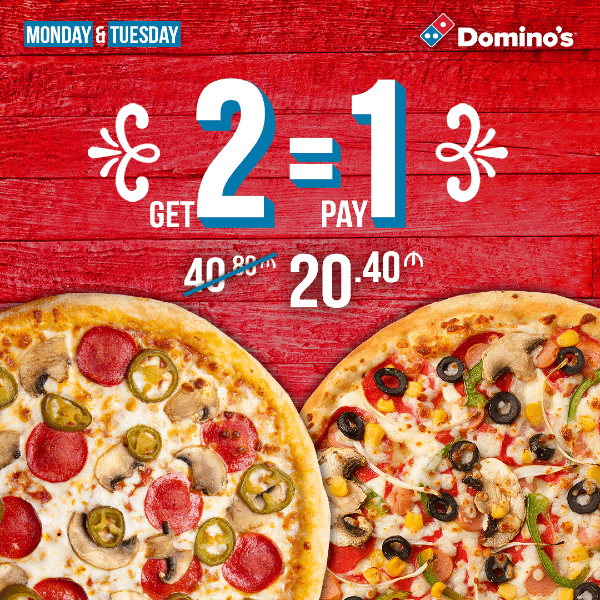 MONDAY & TUESDAY
Domino's
GET 2 = PAY 1
40.80₼ 20.40₼